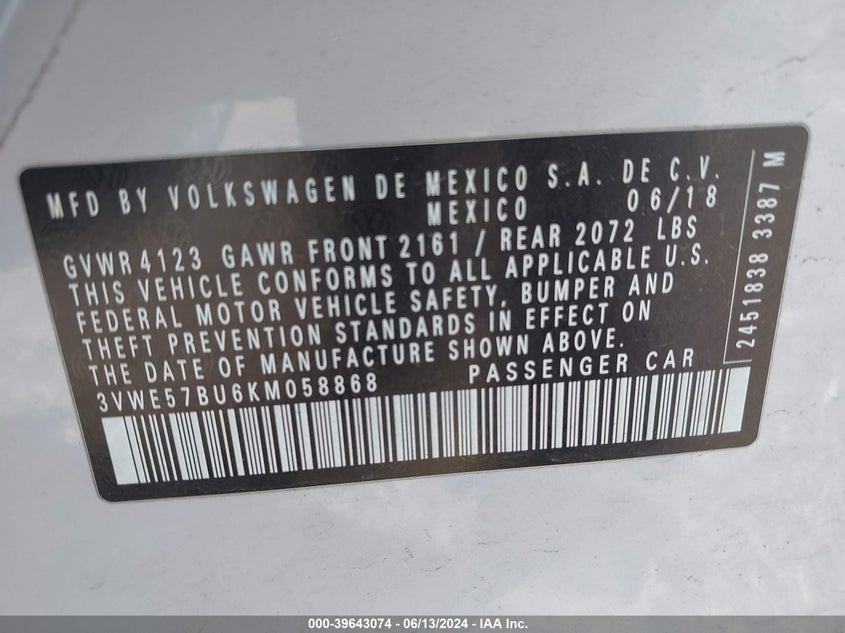 MFD BY VOLKSWAGEN DE MEXICO S.A. DE C.V.
MEXICO 06/18
GVWR 4123 GAWR FRONT 2161 / REAR 2072 LBS
THIS VEHICLE CONFORMS TO ALL APPLICABLE U.S.
FEDERAL MOTOR VEHICLE SAFETY, BUMPER AND
THEFT PREVENTION STANDARDS IN EFFECT ON
THE DATE OF MANUFACTURE SHOWN ABOVE.
3VWE57BU6KM058868 PASSENGER CAR
2451838 3387 M
000-39643074 - 06/13/2024 - IAA Inc.